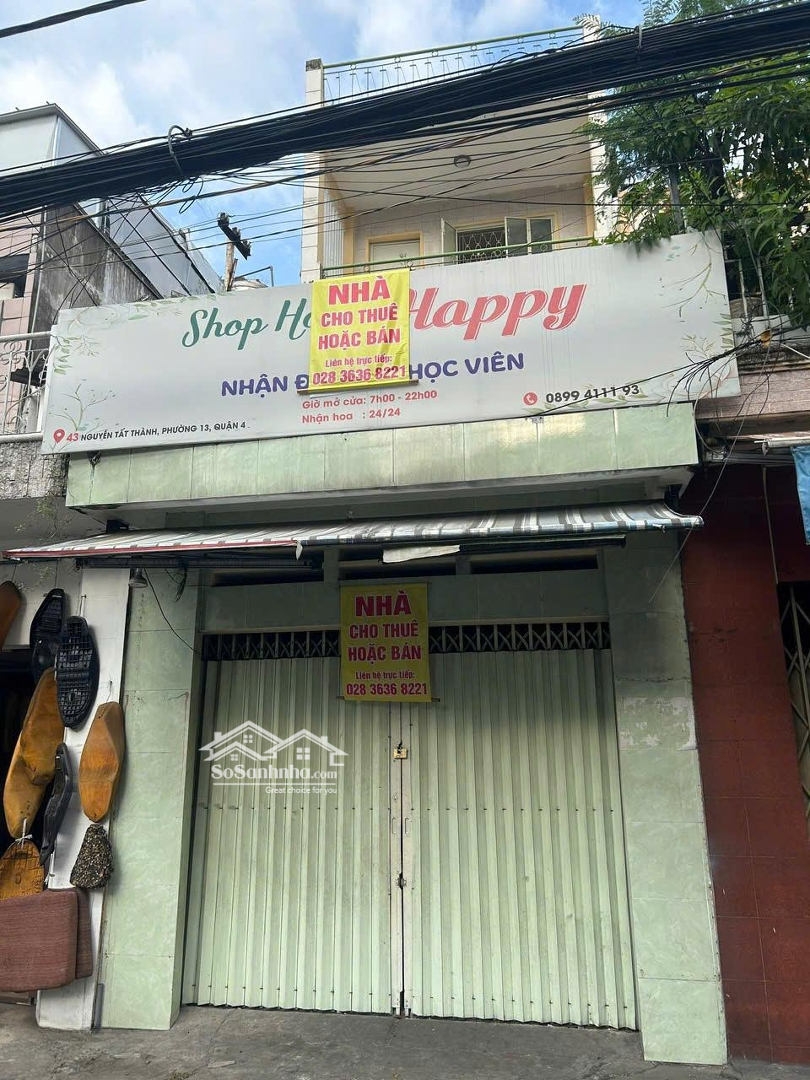 Shop Happy
NHÀ
CHO THUÊ
HOẶC BÁN
Liên hệ trực tiếp:
028 3636 8221
NHẬN HỌC VIÊN
Giờ mở cửa: 7h00 - 22h00
Nhận hoa : 24/24
0899 4111 93
43 NGUYỄN TẤT THÀNH, PHƯỜNG 13, QUẬN 4
NHÀ
CHO THUÊ
HOẶC BÁN
Liên hệ trực tiếp:
028 3636 8221
SoSanhnha.com
Great choice for you